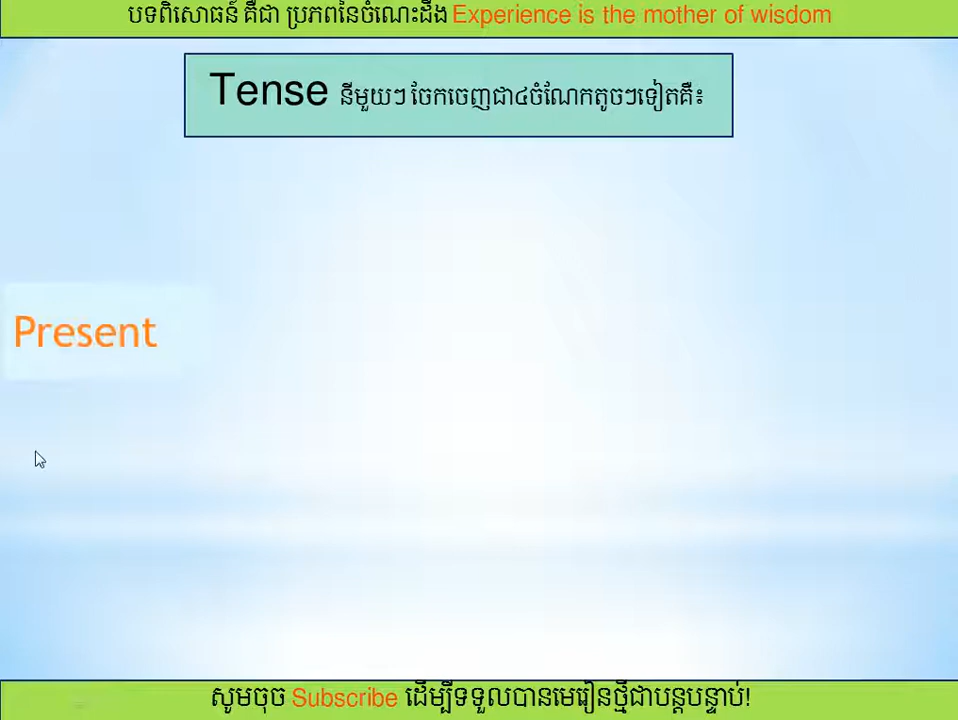 បទពិសោធន៍ គឺជា ប្រភពនៃចំណេះដឹង Experience is the mother of wisdom
Tense នីមួយៗ ចែកចេញជា៤ចំណែកតូចៗទៀតគឺ៖
Present
សូមចុច Subscribe ដើម្បីទទួលបានមេរៀនថ្មីជាបន្តបន្ទាប់!